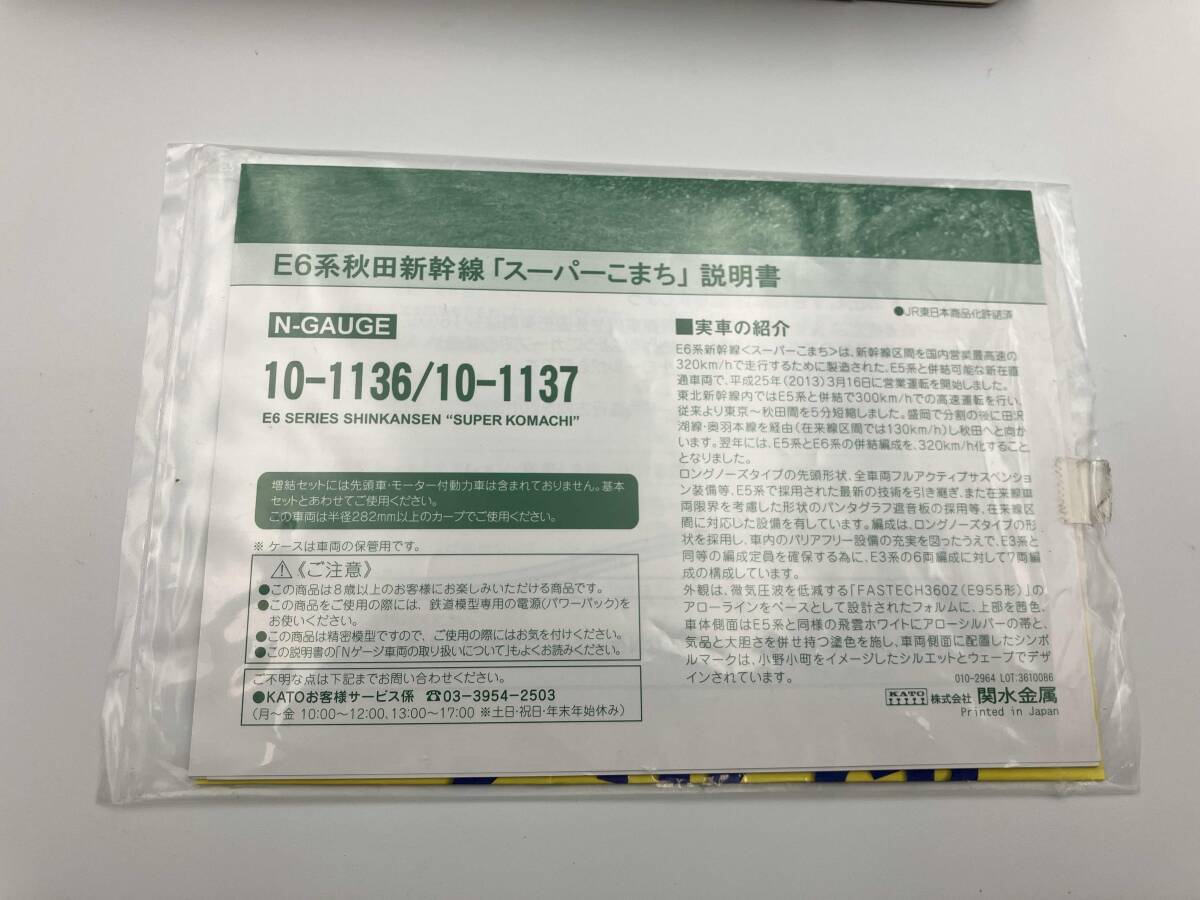 E6系秋田新幹線「スーパーこまち」説明書
●JR東日本商品化許諾済
N-GAUGE
10-1136/10-1137
E6 SERIES SHINKANSEN “SUPER KOMACHI”
増結セットには先頭車・モーター付動力車は含まれておりません。基本
セットとあわせてご使用ください。
この車両は半径282mm以上のカーブでご使用ください。
※ ケースは車両の保管用です。
⚠《ご注意》
●この商品は8歳以上のお客様にお楽しみいただける商品です。
●この商品をご使用の際には、鉄道模型専用の電源(パワーパック)を
お使いください。
●この商品は精密模型ですので、ご使用の際にはお気を付けください。
●この説明書の「Nゲージ車両の取り扱いについて」もよくお読みください。
ご不明な点は下記までお問い合わせください。
●KATOお客様サービス係 ☎03-3954-2503
(月〜金 10:00〜12:00、13:00〜17:00 ※土日・祝日・年末年始休み)
■実車の紹介
E6系新幹線<スーパーこまち>は、新幹線区間を国内営業最高速の
320km/hで走行するために製造された、E5系と併結可能な新在直
通車両で、平成25年(2013)3月16日に営業運転を開始しました。
東北新幹線内ではE5系と併結で300km/hでの高速運転を行い、
従来より東京〜秋田間を5分短縮しました。盛岡で分割の後に田沢
湖線・奥羽本線を経由(在来線区間では130km/h)し秋田へと向か
います。翌年には、E5系とE6系の併結編成を、320km/h化すること
となりました。
ロングノーズタイプの先頭形状、全車両フルアクティブサスペンショ
ン装備等、E5系で採用された最新の技術を引き継ぎ、また在来線車
両限界を考慮した形状のパンタグラフ遮音板の採用等、在来線区
間に対応した設備を有しています。編成は、ロングノーズタイプの形
状を採用し、車内のバリアフリー設備の充実を図ったうえで、E3系と
同等の編成定員を確保する為に、E3系の6両編成に対して7両編
成の構成しています。
外観は、微気圧波を低減する「FASTECH360Z(E955形)」の
アローラインをベースとして設計されたフォルムに、上部を茜色、
車体側面はE5系と同様の飛雲ホワイトにアローシルバーの帯と、
気品と大胆さを併せ持つ塗色を施し、車両側面に配置したシンボ
ルマークは、小野小町をイメージしたシルエットとウェーブでデザ
インされています。
010-2964 LOT:3610086
KATO 株式会社 関水金属
Printed in Japan